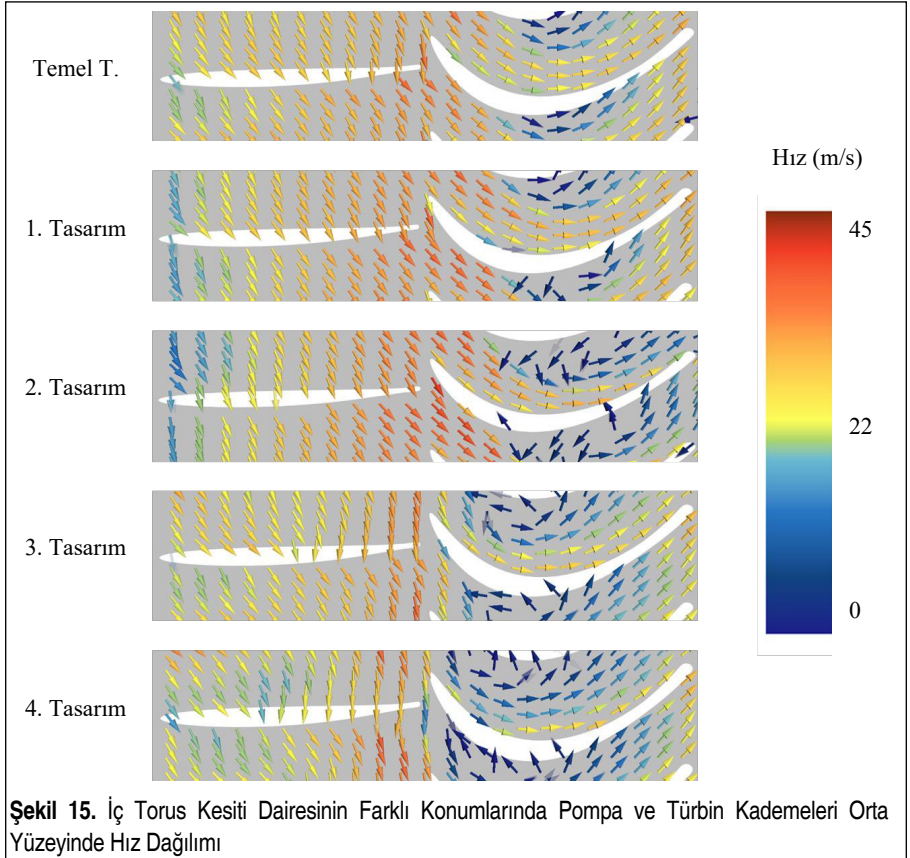 Temel T.
1. Tasarım
2. Tasarım
3. Tasarım
4. Tasarım
Hız (m/s)
45
22
0
Şekil 15. İç Torus Kesiti Dairesinin Farklı Konumlarında Pompa ve Türbin Kademeleri Orta
Yüzeyinde Hız Dağılımı